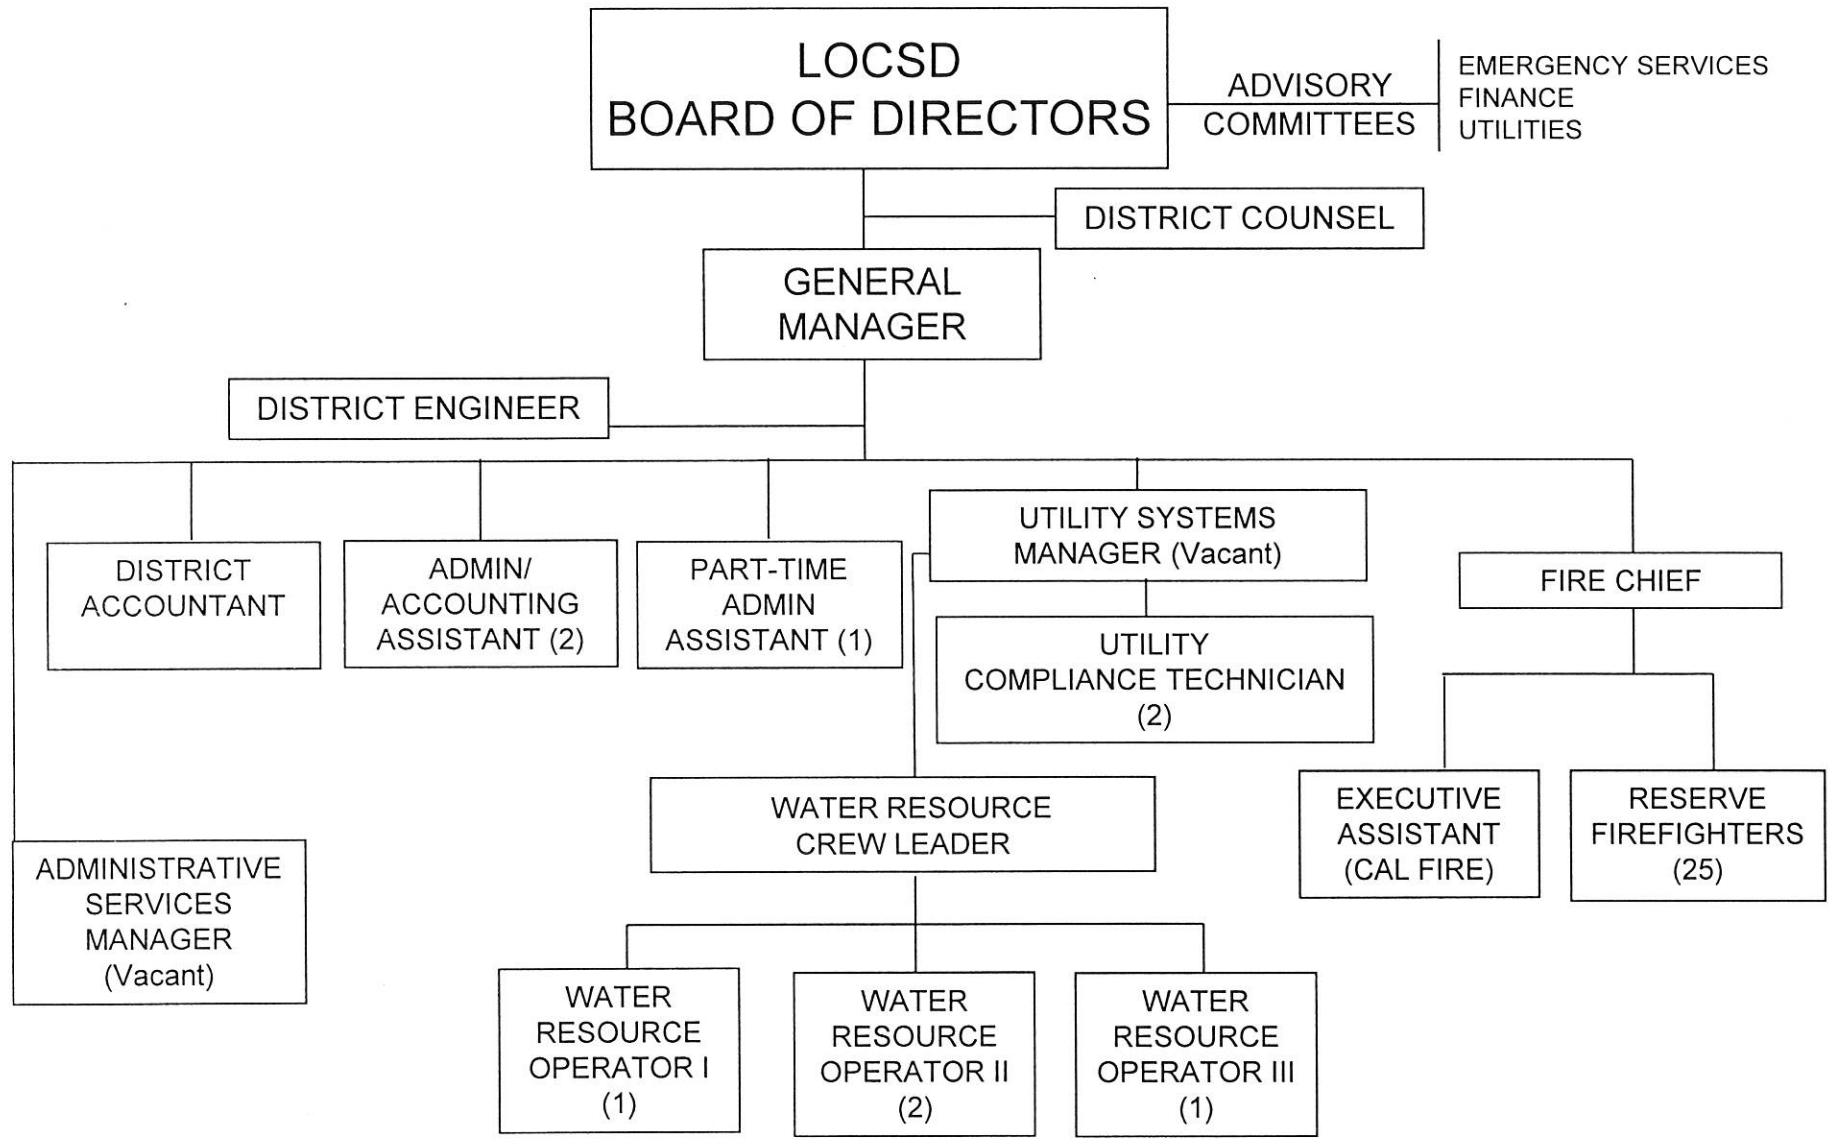 LOCSD
BOARD OF DIRECTORS
ADVISORY
COMMITTEES
EMERGENCY SERVICES
FINANCE
UTILITIES
DISTRICT COUNSEL
GENERAL
MANAGER
DISTRICT ENGINEER
DISTRICT
ACCOUNTANT
ADMIN/
ACCOUNTING
ASSISTANT (2)
PART-TIME
ADMIN
ASSISTANT (1)
UTILITY SYSTEMS
MANAGER (Vacant)
FIRE CHIEF
UTILITY
COMPLIANCE TECHNICIAN
(2)
WATER RESOURCE
CREW LEADER
EXECUTIVE
ASSISTANT
(CAL FIRE)
RESERVE
FIREFIGHTERS
(25)
ADMINISTRATIVE
SERVICES
MANAGER
(Vacant)
WATER
RESOURCE
OPERATOR I
(1)
WATER
RESOURCE
OPERATOR II
(2)
WATER
RESOURCE
OPERATOR III
(1)